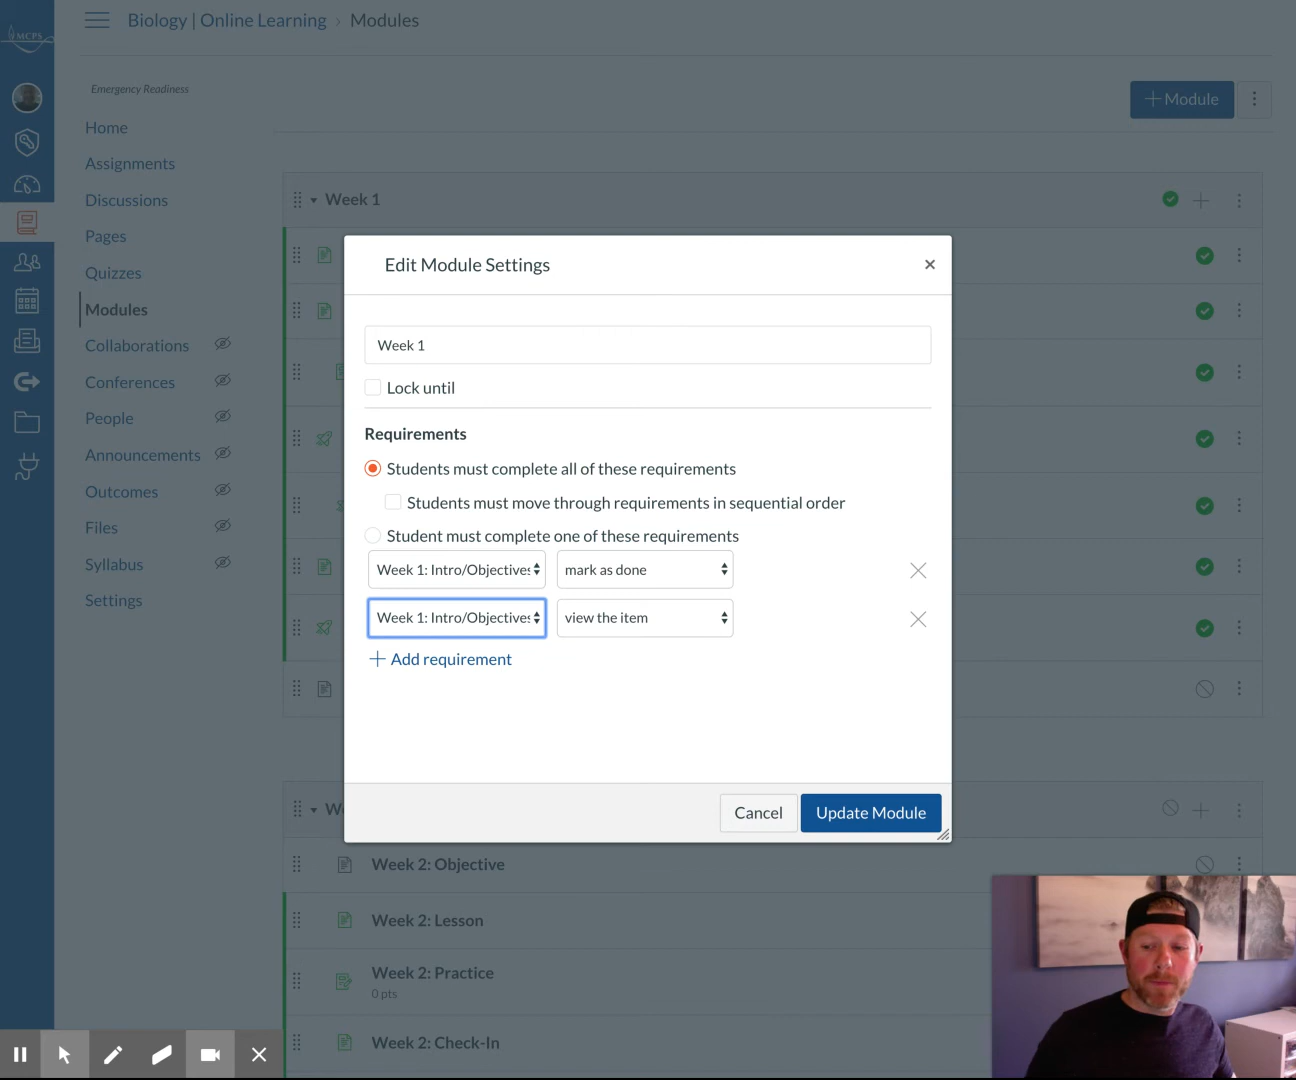 MCPS
Biology | Online Learning › Modules
Emergency Readiness
Home
Assignments
Discussions
Pages
Quizzes
Modules
Collaborations
Conferences
People
Announcements
Outcomes
Files
Syllabus
Settings
+ Module
Week 1
Edit Module Settings
Week 1
Lock until
Requirements
Students must complete all of these requirements
Students must move through requirements in sequential order
Student must complete one of these requirements
Week 1: Intro/Objectives mark as done
Week 1: Intro/Objectives view the item
+ Add requirement
Cancel Update Module
Week 2: Objective
Week 2: Lesson
Week 2: Practice
0 pts
Week 2: Check-In